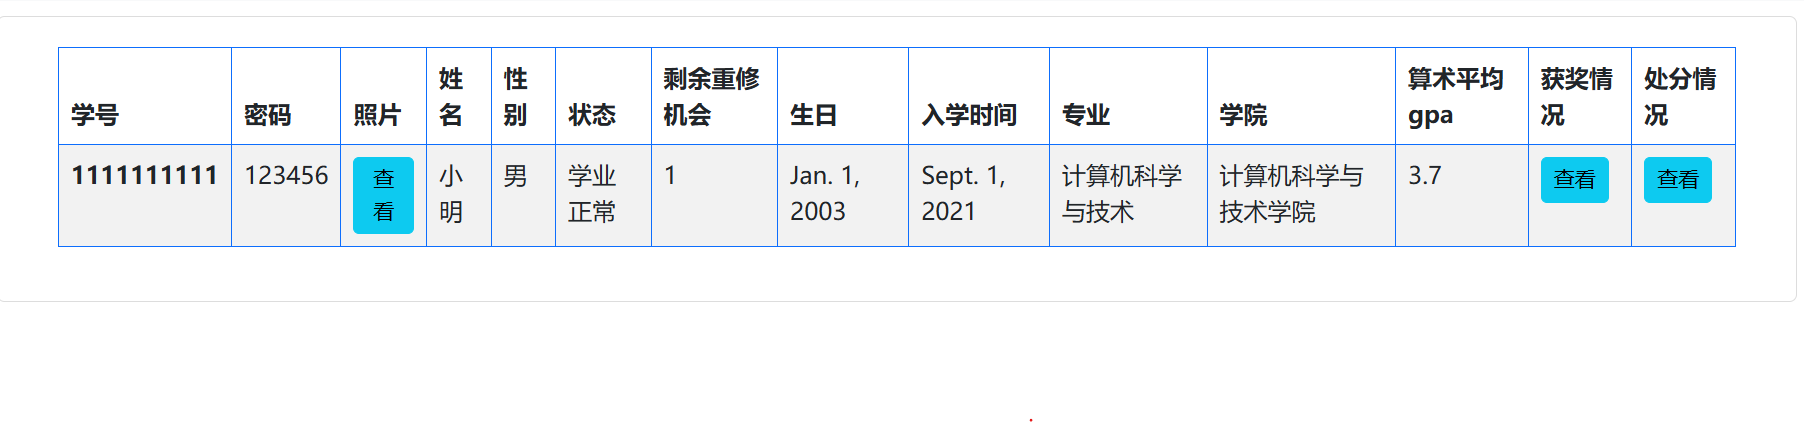 学号 密码 照片 姓名 性别 状态 剩余重修机会 生日 入学时间 专业 学院 算术平均gpa 获奖情况 处分情况
1111111111 123456 查看 小明 男 学业正常 1 Jan. 1, 2003 Sept. 1, 2021 计算机科学与技术 计算机科学与技术学院 3.7 查看 查看